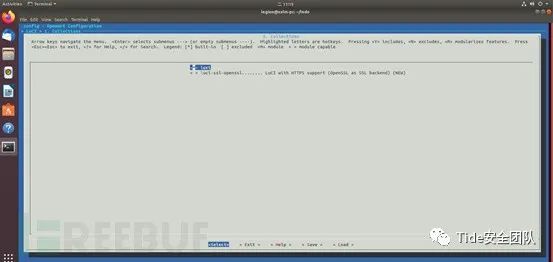 Activities Terminal
File Edit View Search Terminal Help
config - OpenWrt Configuration
> LuCI > 1. Collections
1. Collections
Arrow keys navigate the menu. <Enter> selects submenus ---> (or empty submenus ----). Highlighted letters are hotkeys. Pressing <Y> includes, <N> excludes, <M> modularizes features. Press
<Esc><Esc> to exit, <?> for Help, </> for Search. Legend: [*] built-in [ ] excluded <M> module < > module capable
luci
< > luci-ssl-openssl........ LuCI with HTTPS support (OpenSSL as SSL backend) (NEW)
<Select> < Exit > < Help > < Save > < Load >
FREEBUF
Tide安全团队